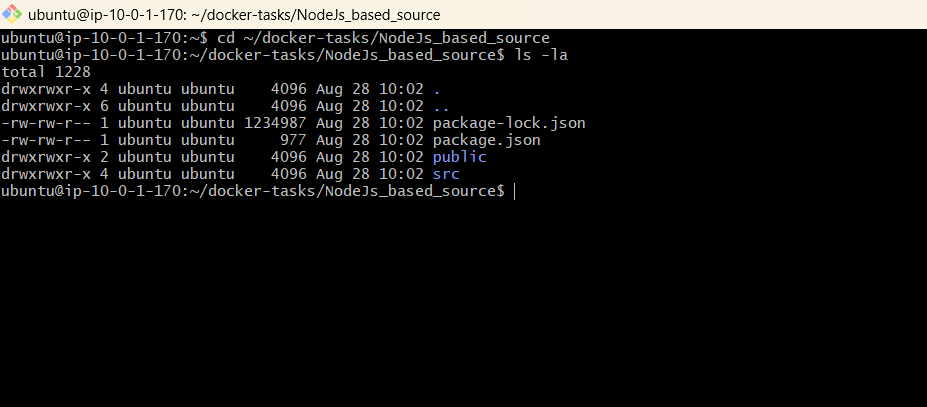 ubuntu@ip-10-0-1-170: ~/docker-tasks/NodeJs_based_source
ubuntu@ip-10-0-1-170:~$ cd ~/docker-tasks/NodeJs_based_source
ubuntu@ip-10-0-1-170:~/docker-tasks/NodeJs_based_source$ ls -la
total 1228
drwxrwxr-x 4 ubuntu ubuntu    4096 Aug 28 10:02 .
drwxrwxr-x 6 ubuntu ubuntu    4096 Aug 28 10:02 ..
-rw-rw-r-- 1 ubuntu ubuntu 1234987 Aug 28 10:02 package-lock.json
-rw-rw-r-- 1 ubuntu ubuntu     977 Aug 28 10:02 package.json
drwxrwxr-x 2 ubuntu ubuntu    4096 Aug 28 10:02 public
drwxrwxr-x 4 ubuntu ubuntu    4096 Aug 28 10:02 src
ubuntu@ip-10-0-1-170:~/docker-tasks/NodeJs_based_source$